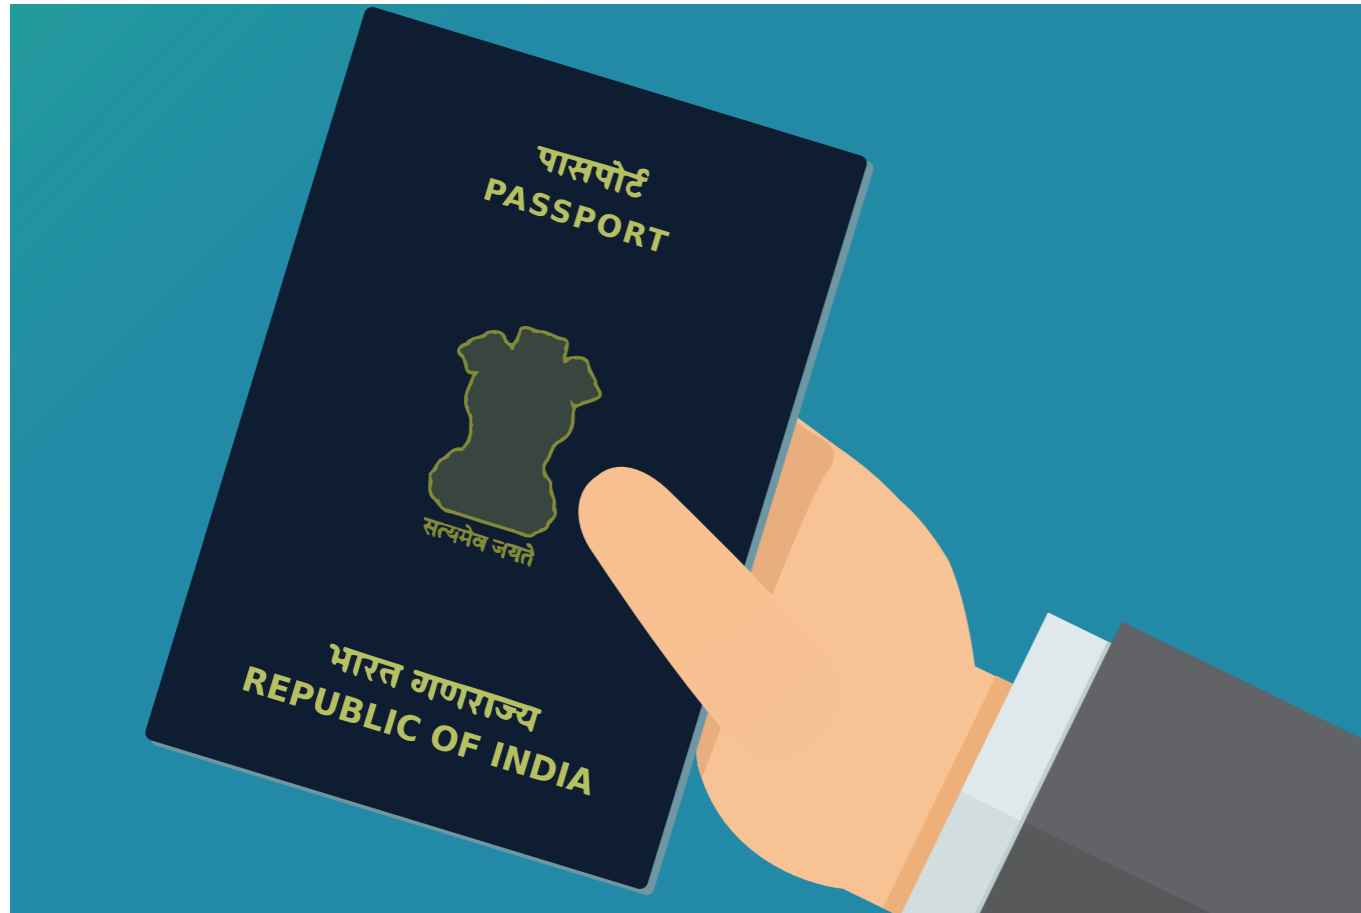 पासपोर्ट
PASSPORT
सत्यमेव जयते
भारत गणराज्य
REPUBLIC OF INDIA